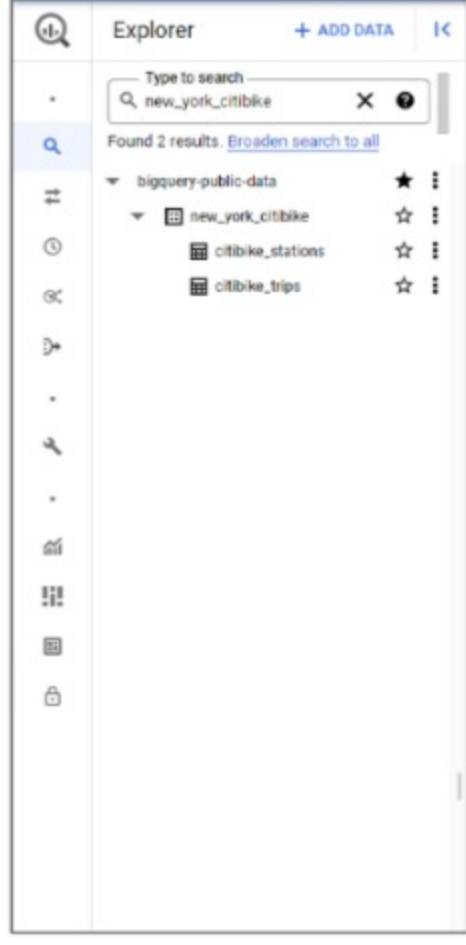 Explorer + ADD DATA
Type to search
new_york_citibike
Found 2 results. Broaden search to all
bigquery-public-data
new_york_citibike
citibike_stations
citibike_trips